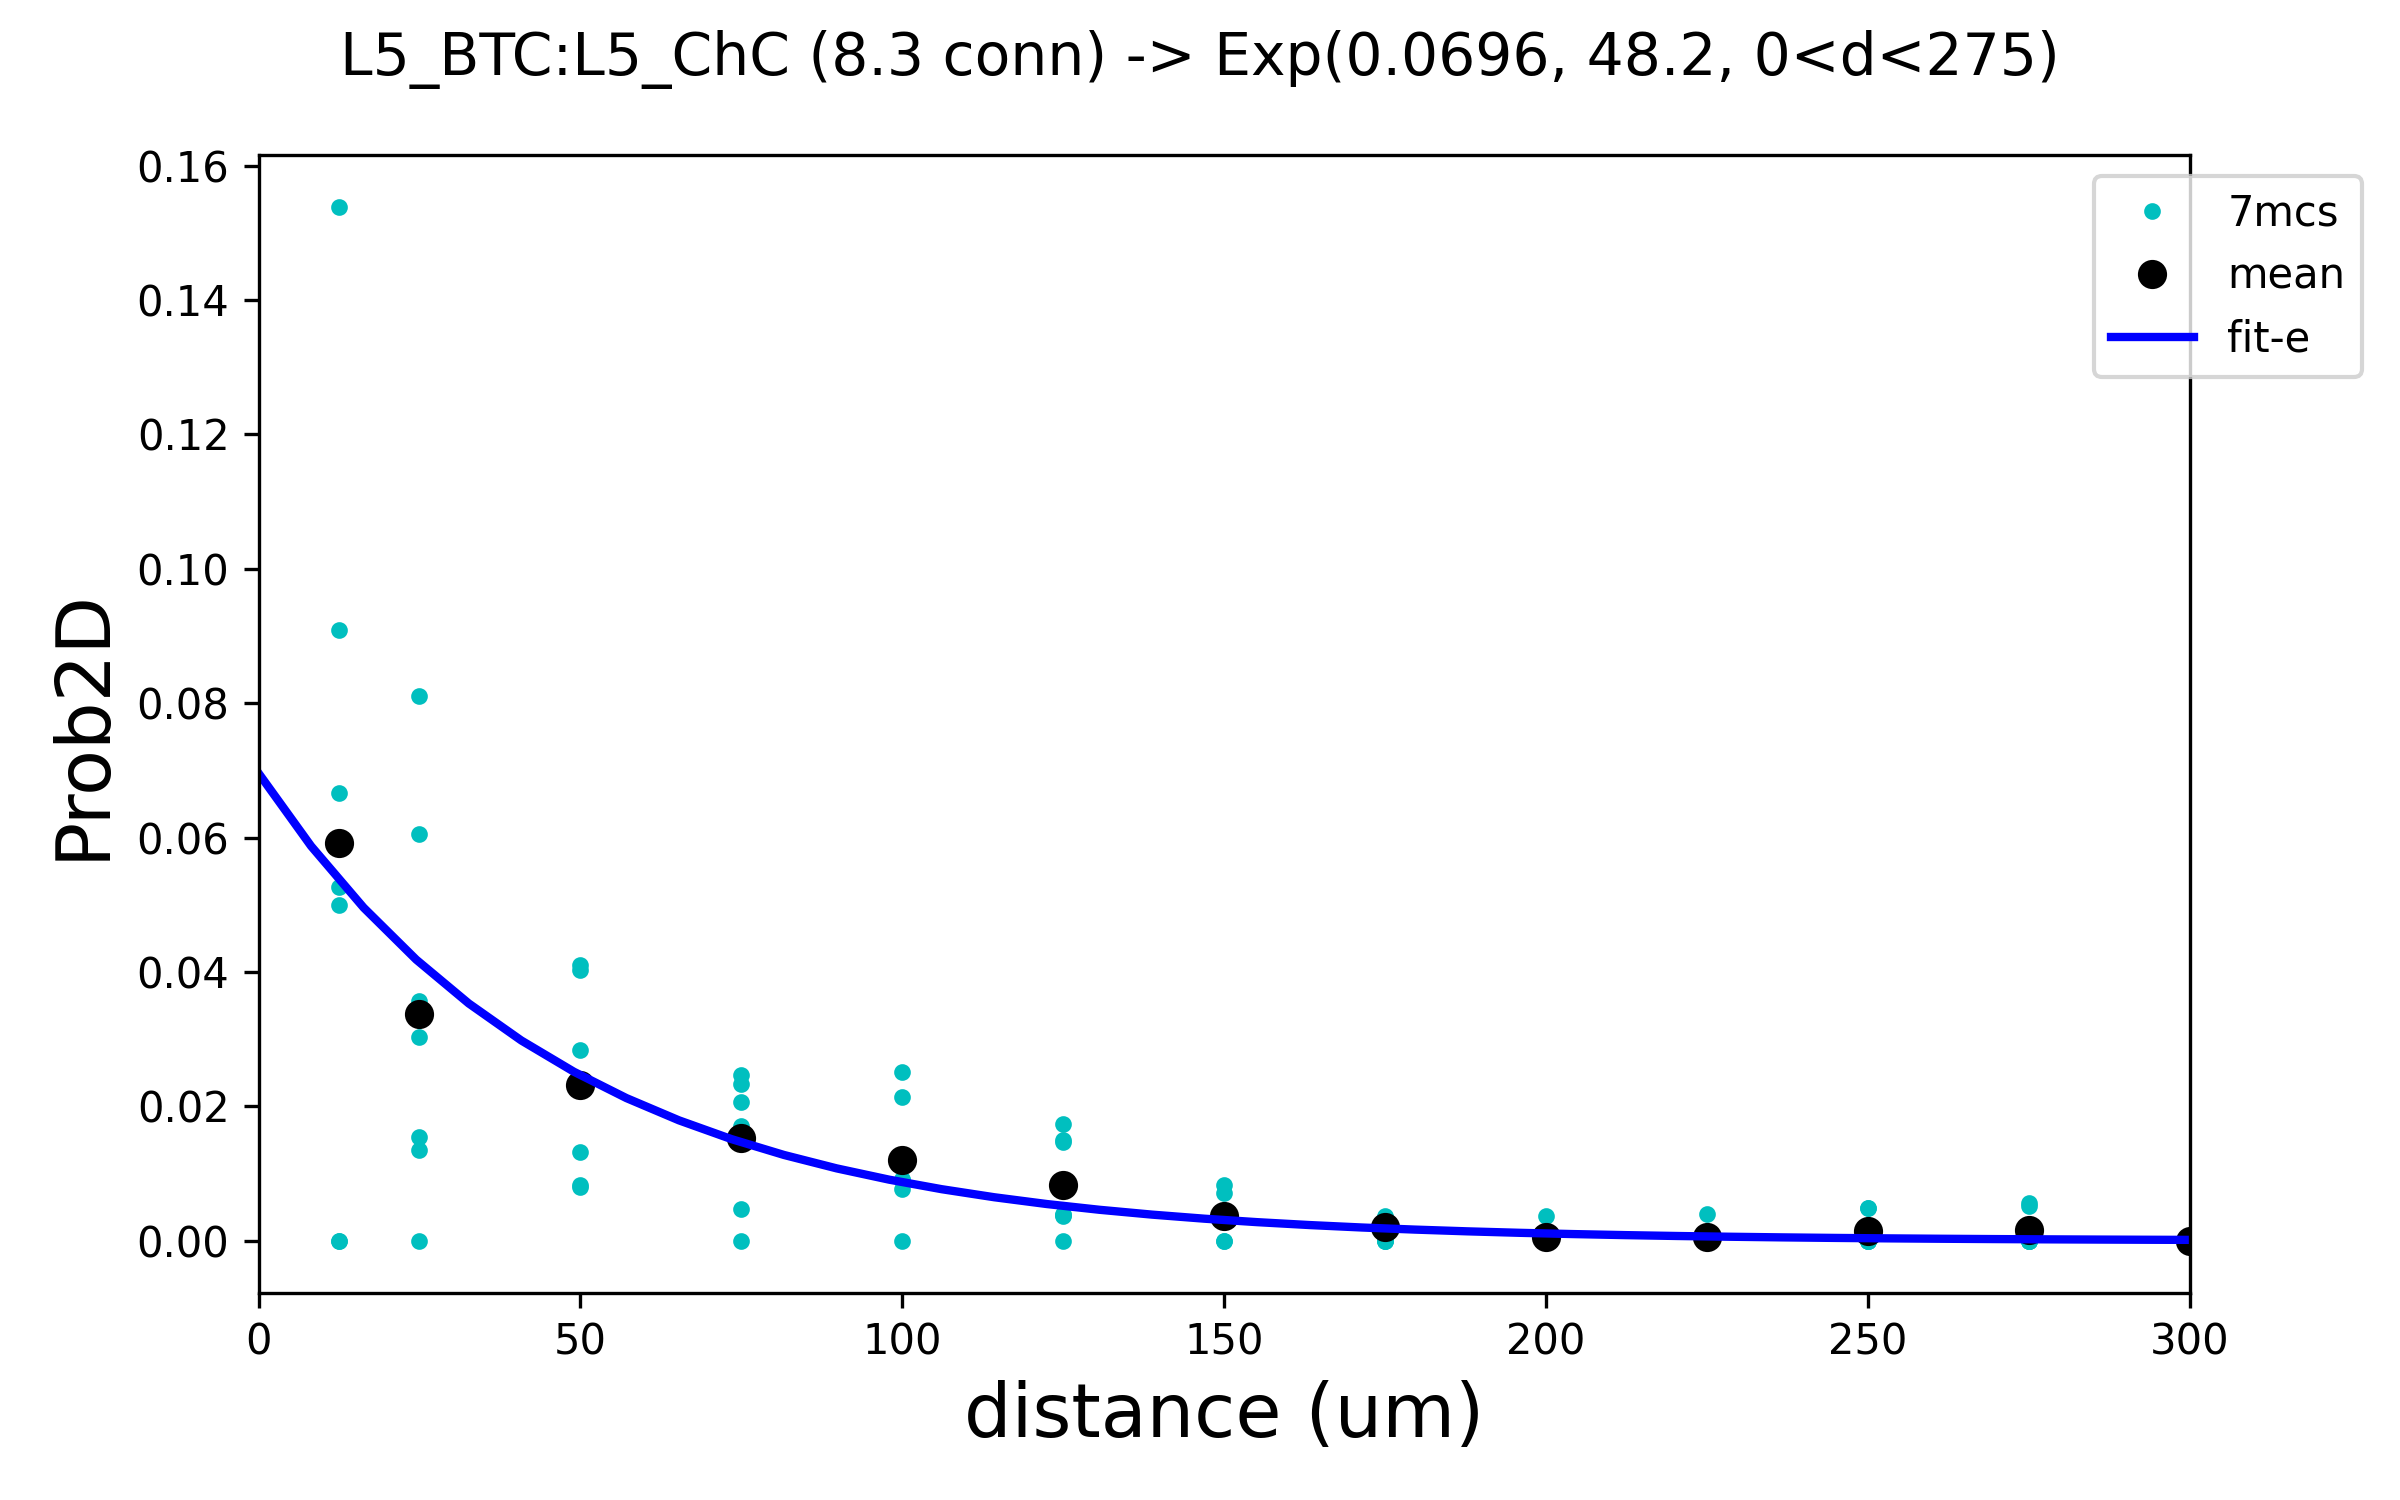 L5_BTC:L5_ChC (8.3 conn) -> Exp(0.0696, 48.2, 0<d<275)
0.16
0.14
0.12
0.10
0.08
0.06
0.04
0.02
0.00
Prob2D
7mcs
mean
fit-e
0 50 100 150 200 250 300
distance (um)